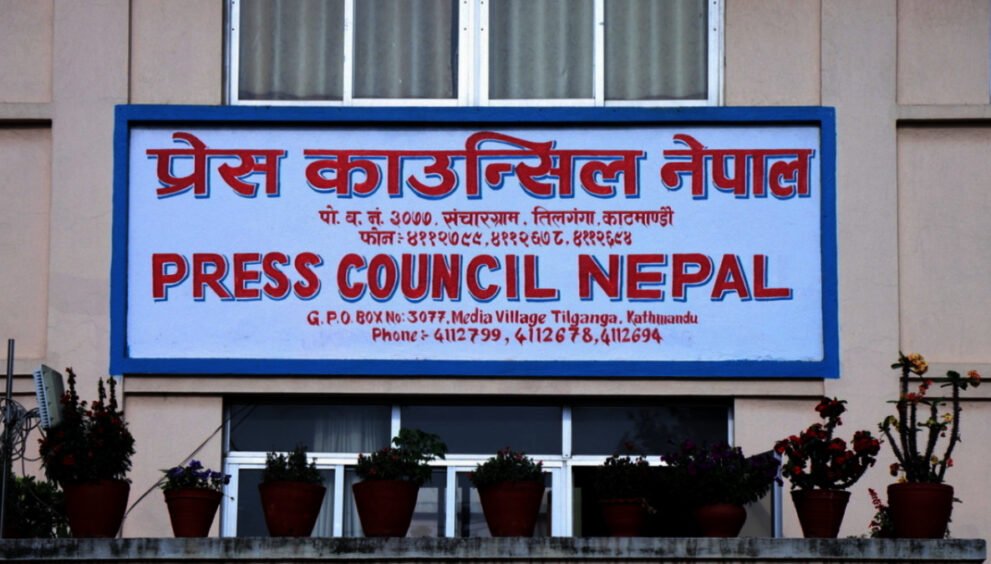 प्रेस काउन्सिल नेपाल
पो. व. नं. ३०७७. संचारग्राम. तिलगंगा. काठमाण्डौ
फोन:- ४११२७९९, ४११२६७८, ४११२६९४
PRESS COUNCIL NEPAL
G.P.O. BOX No: 3077, Media Village Tilganga, Kathmandu
Phone:- 4112799, 4112678, 4112694